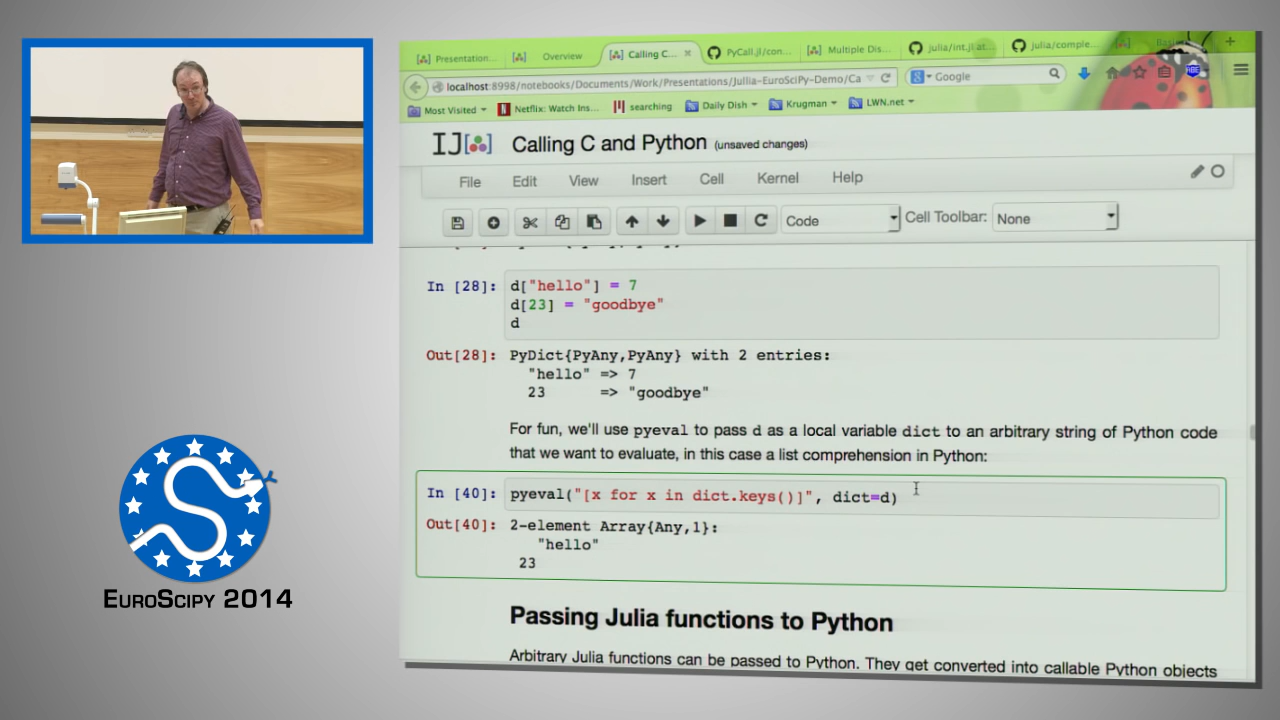 Presentation...
Overview
Calling C...
PyCall.jl/con...
Multiple Dis...
julia/int.jl at...
julia/comple...
localhost:8998/notebooks/Documents/Work/Presentations/Jullia-EuroSciPy-Demo/Ca
Google
Most Visited
Netflix: Watch Ins...
searching
Daily Dish
Krugman
LWN.net
IJ[ ] Calling C and Python (unsaved changes)
File Edit View Insert Cell Kernel Help
Code
Cell Toolbar: None
In [28]: d["hello"] = 7
d[23] = "goodbye"
d
Out[28]: PyDict{PyAny,PyAny} with 2 entries:
"hello" => 7
23 => "goodbye"
For fun, we'll use pyeval to pass d as a local variable dict to an arbitrary string of Python code
that we want to evaluate, in this case a list comprehension in Python:
In [40]: pyeval("[x for x in dict.keys()]", dict=d)
Out[40]: 2-element Array{Any,1}:
"hello"
23
Passing Julia functions to Python
Arbitrary Julia functions can be passed to Python. They get converted into callable Python objects
EuroScipy 2014